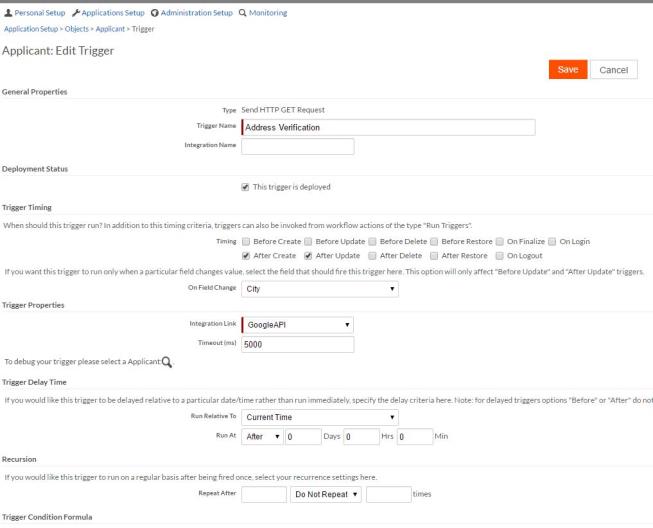 Personal Setup Applications Setup Administration Setup Monitoring
Application Setup > Objects > Applicant > Trigger
Applicant: Edit Trigger
Save Cancel
General Properties
Type Send HTTP GET Request
Trigger Name Address Verification
Integration Name
Deployment Status
This trigger is deployed
Trigger Timing
When should this trigger run? In addition to this timing criteria, triggers can also be invoked from workflow actions of the type "Run Triggers".
Timing Before Create Before Update Before Delete Before Restore On Finalize On Login
After Create After Update After Delete After Restore On Logout
If you want this trigger to run only when a particular field changes value, select the field that should fire this trigger here. This option will only affect "Before Update" and "After Update" triggers.
On Field Change City
Trigger Properties
Integration Link GoogleAPI
Timeout (ms) 5000
To debug your trigger please select a Applicant: .
Trigger Delay Time
If you would like this trigger to be delayed relative to a particular date/time rather than run immediately, specify the delay criteria here. Note: for delayed triggers options "Before" or "After" do not
Run Relative To Current Time
Run At After 0 Days 0 Hrs 0 Min
Recursion
If you would like this trigger to run on a regular basis after being fired once, select your recurrence settings here.
Repeat After Do Not Repeat times
Trigger Condition Formula